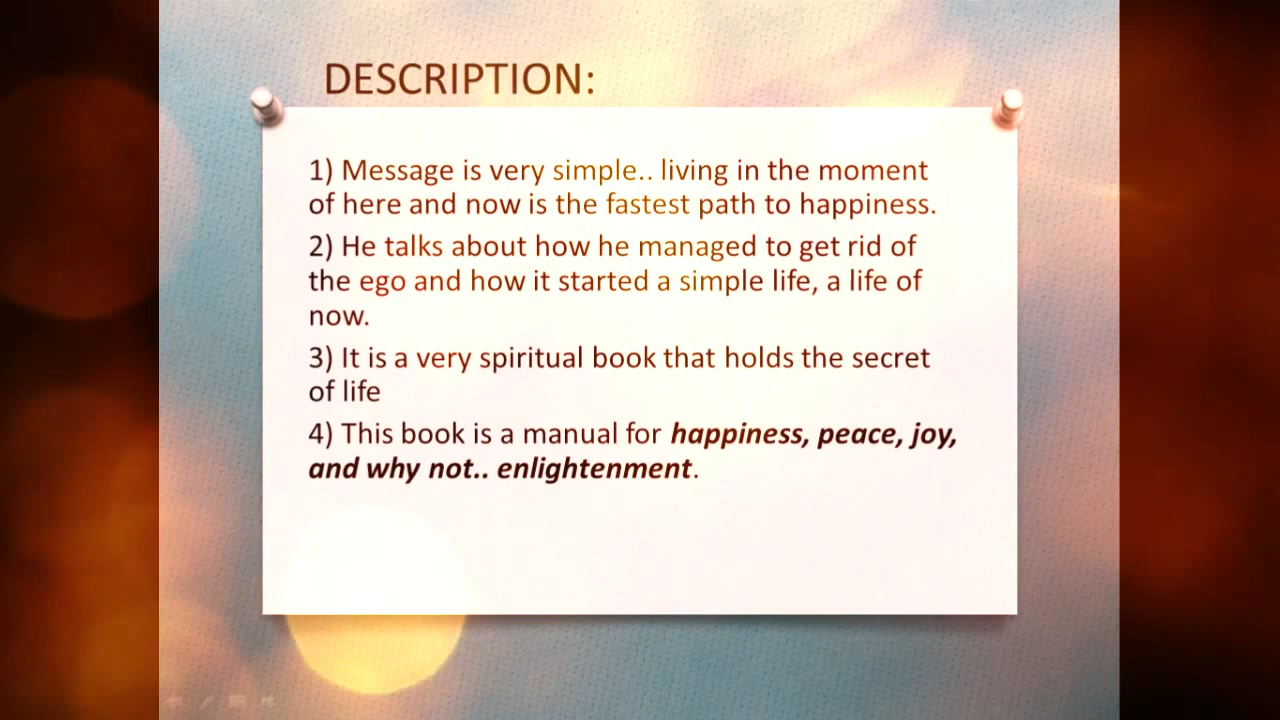 DESCRIPTION:
1) Message is very simple.. living in the moment
of here and now is the fastest path to happiness.
2) He talks about how he managed to get rid of
the ego and how it started a simple life, a life of
now.
3) It is a very spiritual book that holds the secret
of life
4) This book is a manual for happiness, peace, joy,
and why not.. enlightenment.